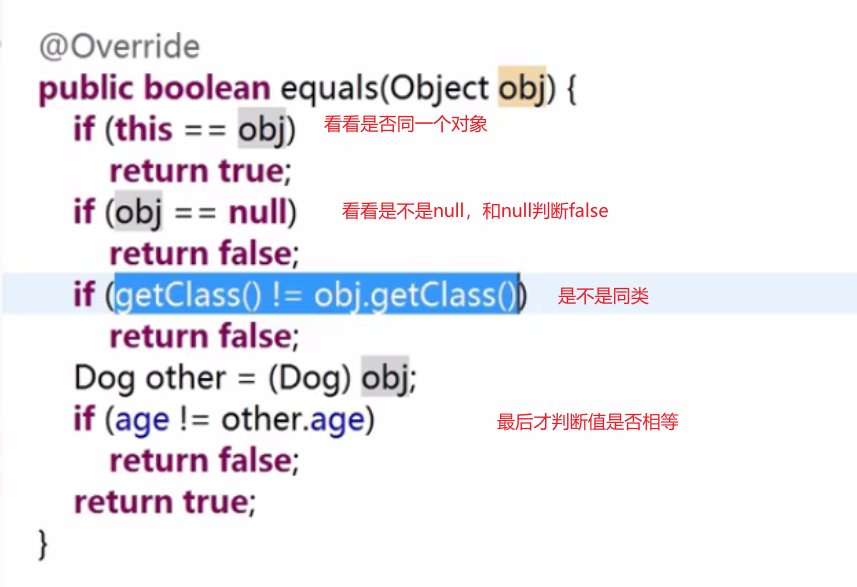 @Override
public boolean equals(Object obj) {
if (this == obj) 看看是否同一个对象
return true;
if (obj == null) 看看是不是null，和null判断false
return false;
if (getClass() != obj.getClass()) 是不是同类
return false;
Dog other = (Dog) obj;
if (age != other.age) 最后才判断值是否相等
return false;
return true;
}